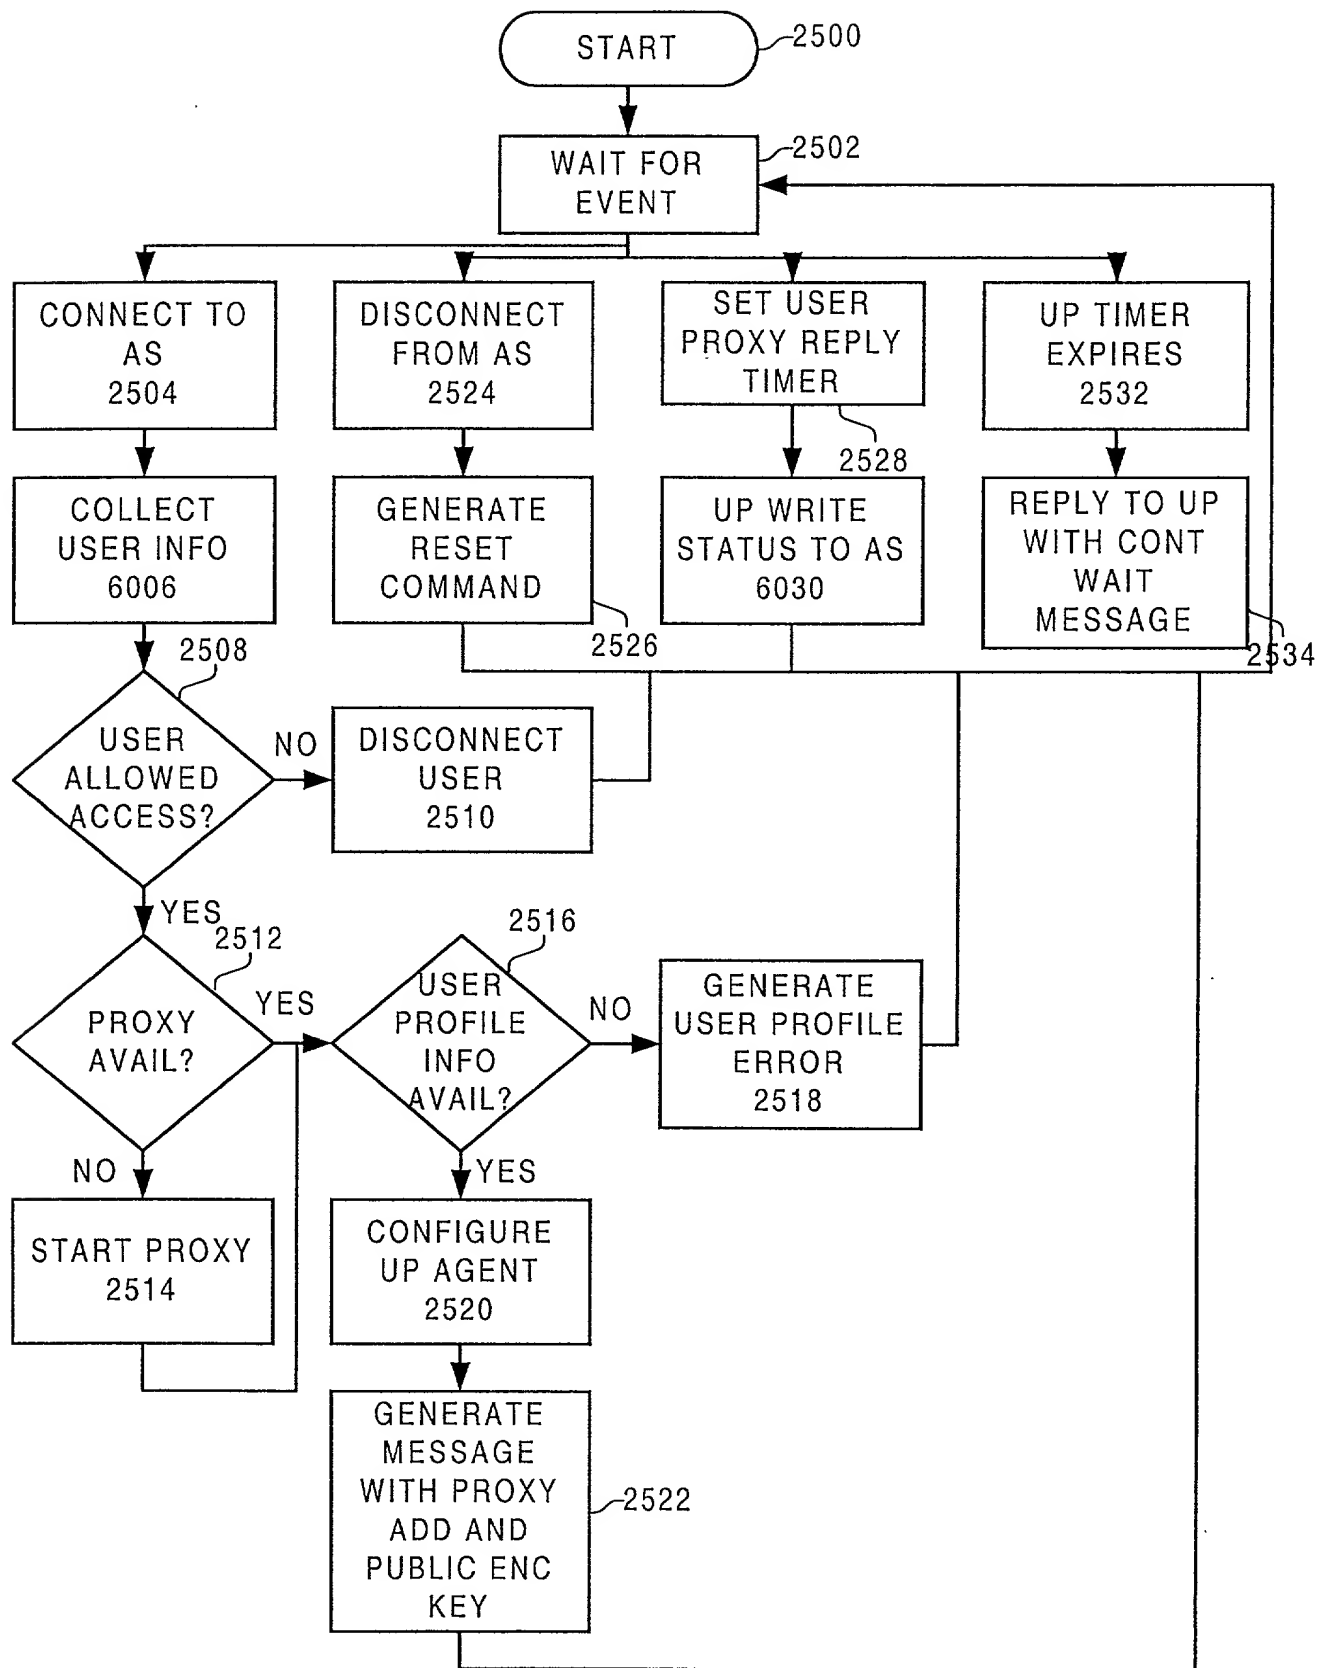 START
2500
WAIT FOR
EVENT
2502
CONNECT TO
AS
2504
DISCONNECT
FROM AS
2524
SET USER
PROXY REPLY
TIMER
2528
UP TIMER
EXPIRES
2532
COLLECT
USER INFO
6006
GENERATE
RESET
COMMAND
2526
UP WRITE
STATUS TO AS
6030
REPLY TO UP
WITH CONT
WAIT
MESSAGE
2534
2508
USER
ALLOWED
ACCESS?
NO
DISCONNECT
USER
2510
YES
2512
PROXY
AVAIL?
YES
2516
USER
PROFILE
INFO
AVAIL?
NO
GENERATE
USER PROFILE
ERROR
2518
NO
START PROXY
2514
YES
CONFIGURE
UP AGENT
2520
GENERATE
MESSAGE
WITH PROXY
ADD AND
PUBLIC ENC
KEY
2522